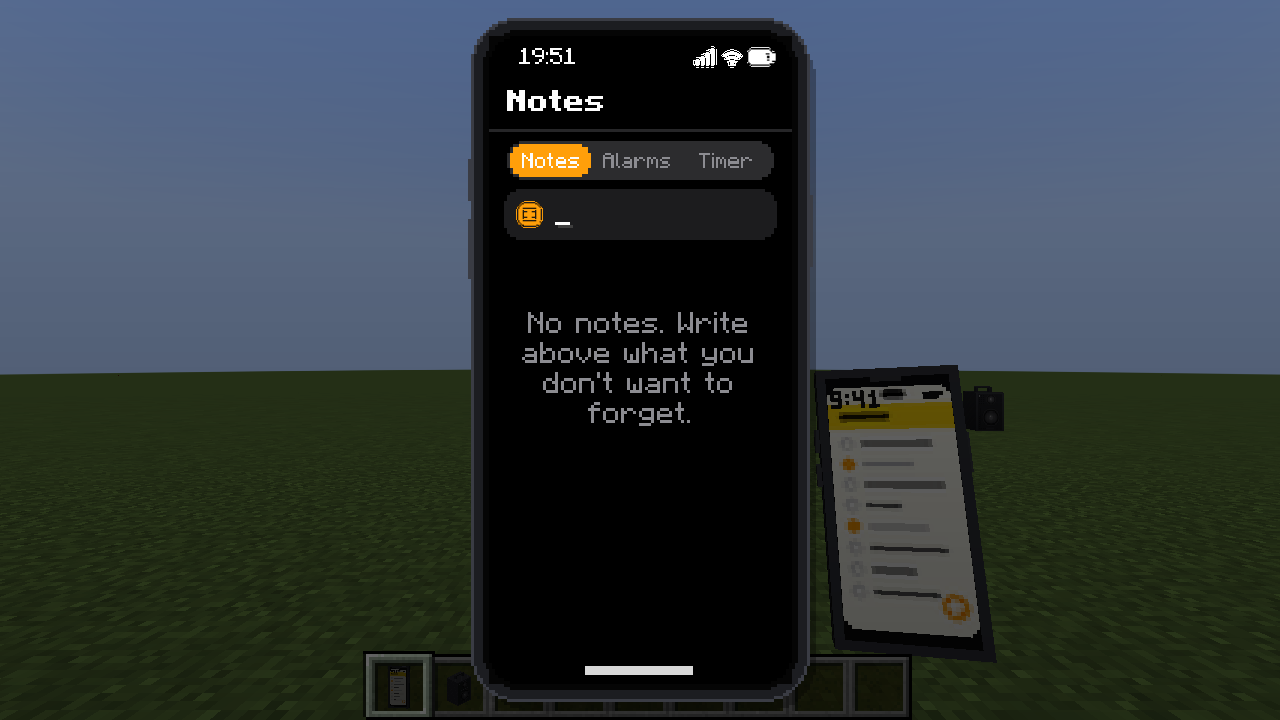 19:51
Notes
Notes Alarms Timer
_
No notes. Write
above what you
don't want to
forget.
9:41